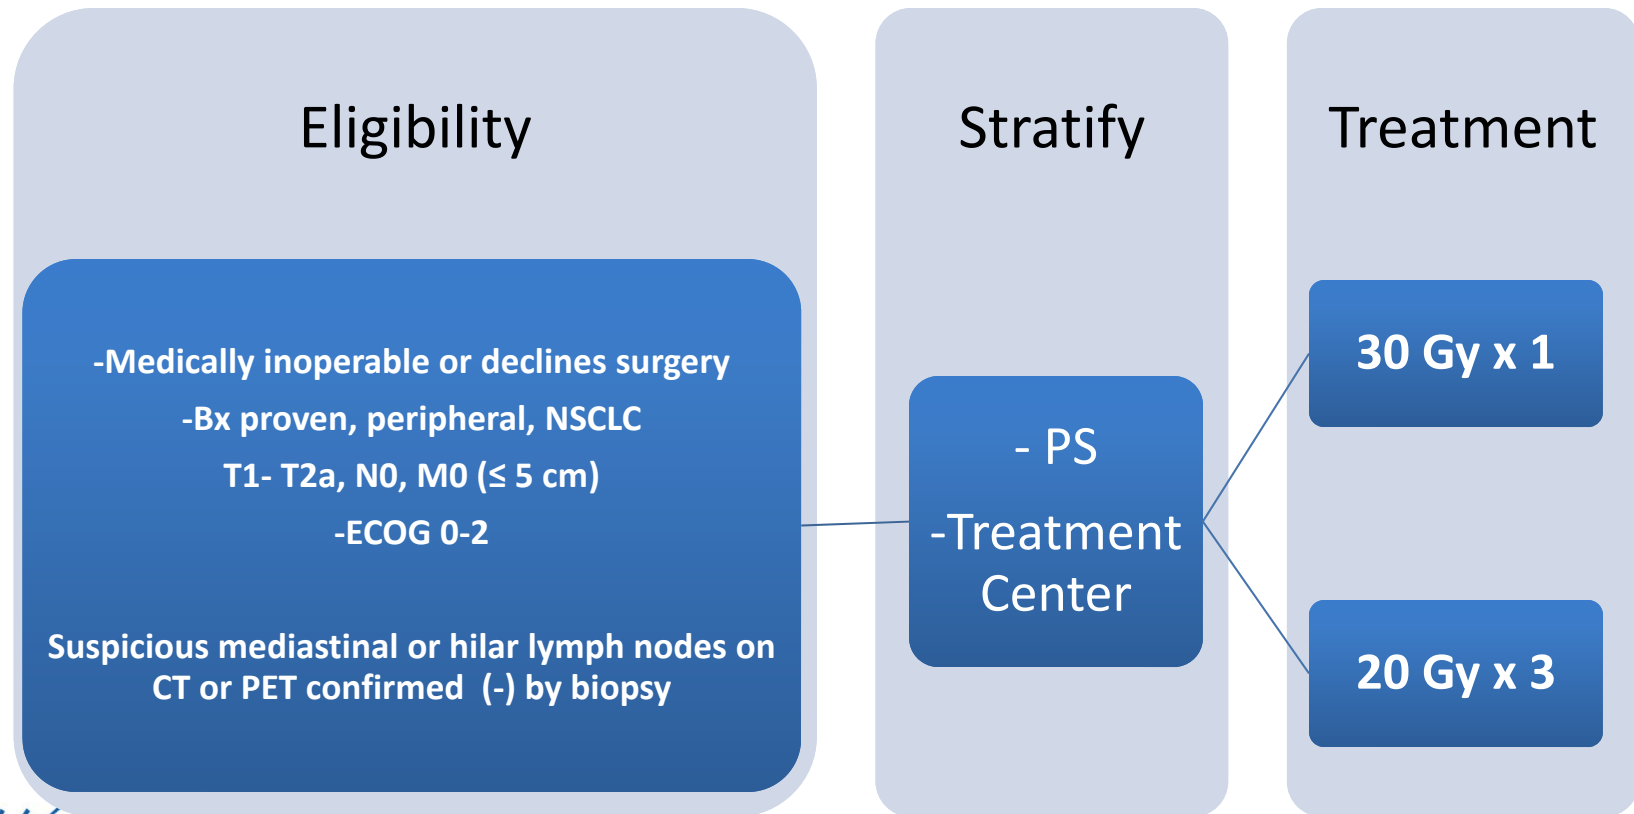 Eligibility
-Medically inoperable or declines surgery
-Bx proven, peripheral, NSCLC
T1- T2a, N0, M0 (≤ 5 cm)
-ECOG 0-2
Suspicious mediastinal or hilar lymph nodes on
CT or PET confirmed (-) by biopsy
Stratify
- PS
-Treatment
Center
Treatment
30 Gy x 1
20 Gy x 3